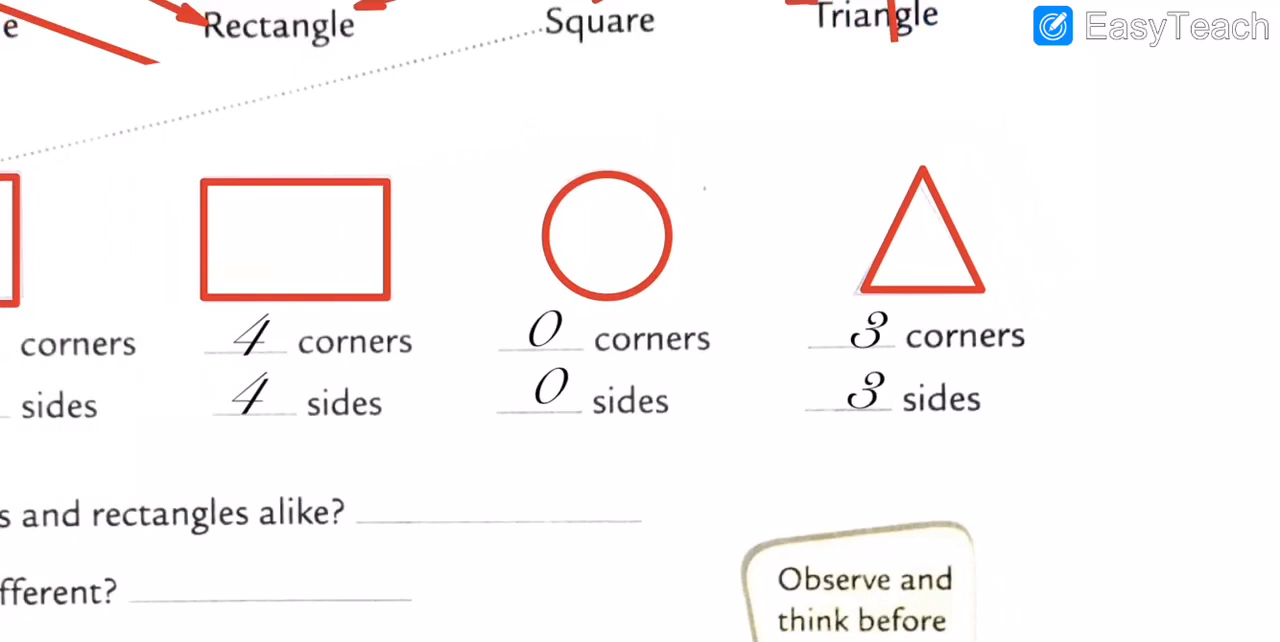 e Rectangle Square Triangle
EasyTeach
corners 4 corners 0 corners 3 corners
sides 4 sides 0 sides 3 sides
s and rectangles alike?
fferent?
Observe and
think before